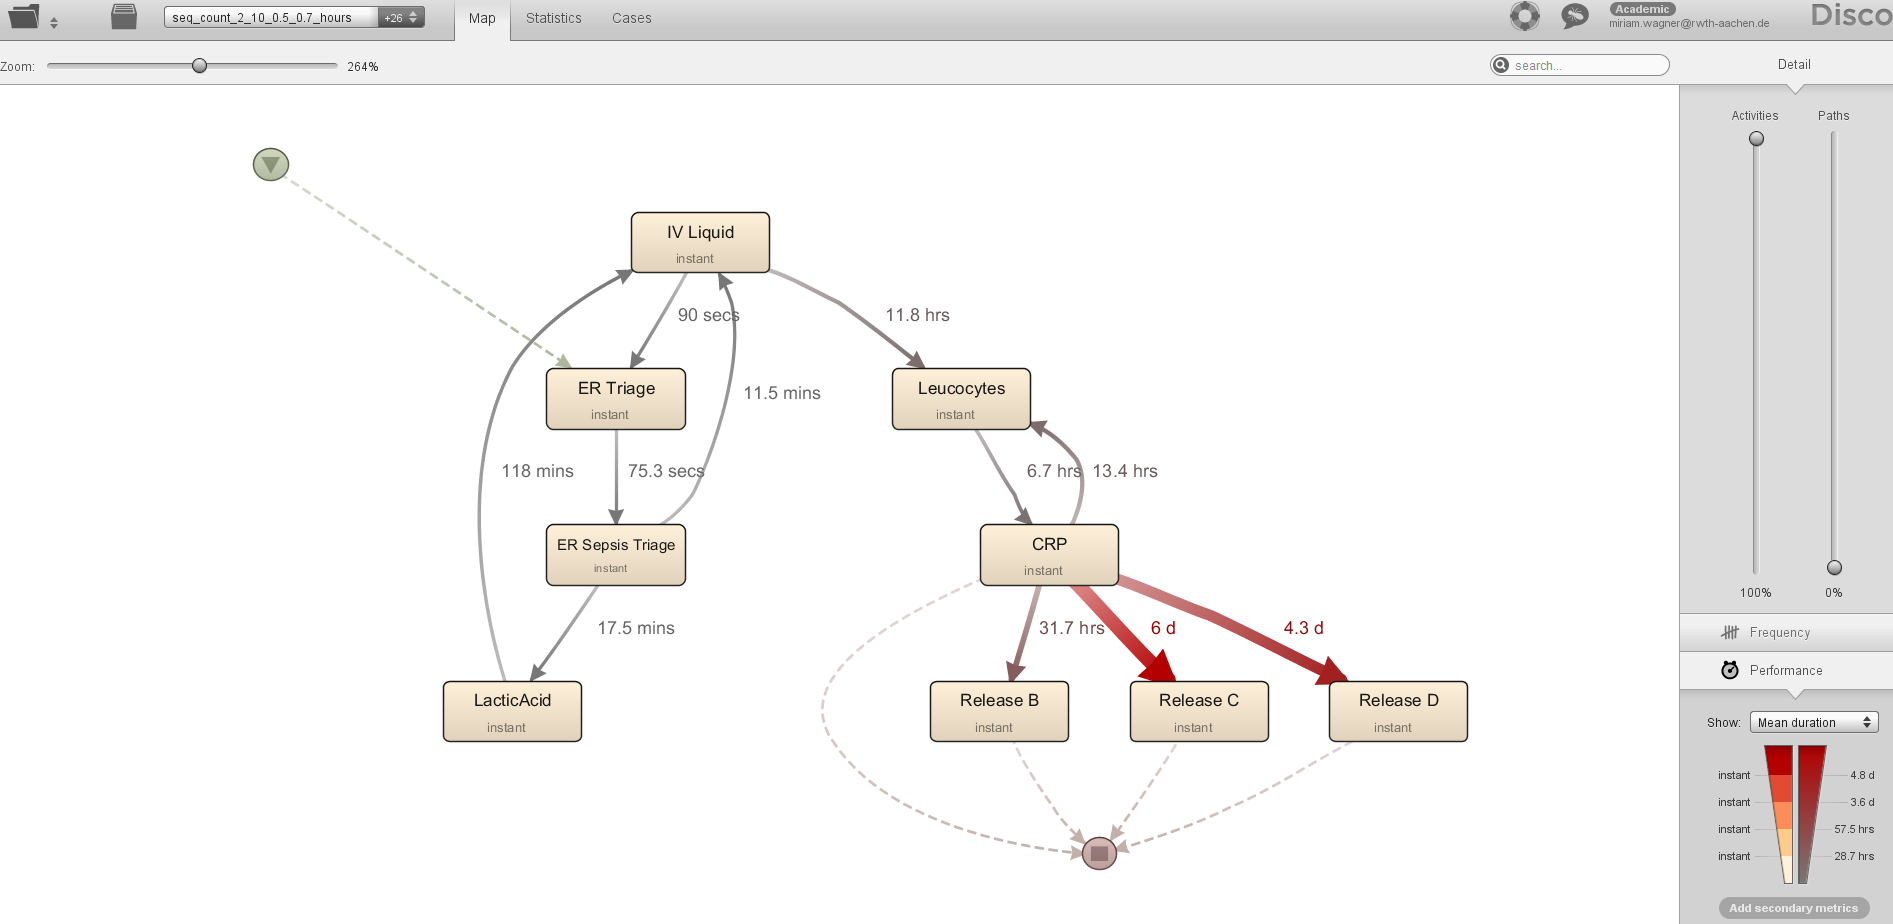 seq_count_2_10_0.5_0.7_hours
+26
Map
Statistics
Cases
Academic
miriam.wagner@rwth-aachen.de
Disco
Zoom:
264%
search...
Detail
Activities
Paths
IV Liquid
instant
90 secs
11.8 hrs
ER Triage
instant
Leucocytes
instant
11.5 mins
118 mins
75.3 secs
6.7 hrs
13.4 hrs
ER Sepsis Triage
instant
CRP
instant
100%
0%
17.5 mins
31.7 hrs
6 d
4.3 d
Frequency
Performance
LacticAcid
instant
Release B
instant
Release C
instant
Release D
instant
Show:
Mean duration
instant
4.8 d
instant
3.6 d
instant
57.5 hrs
instant
28.7 hrs
Add secondary metrics